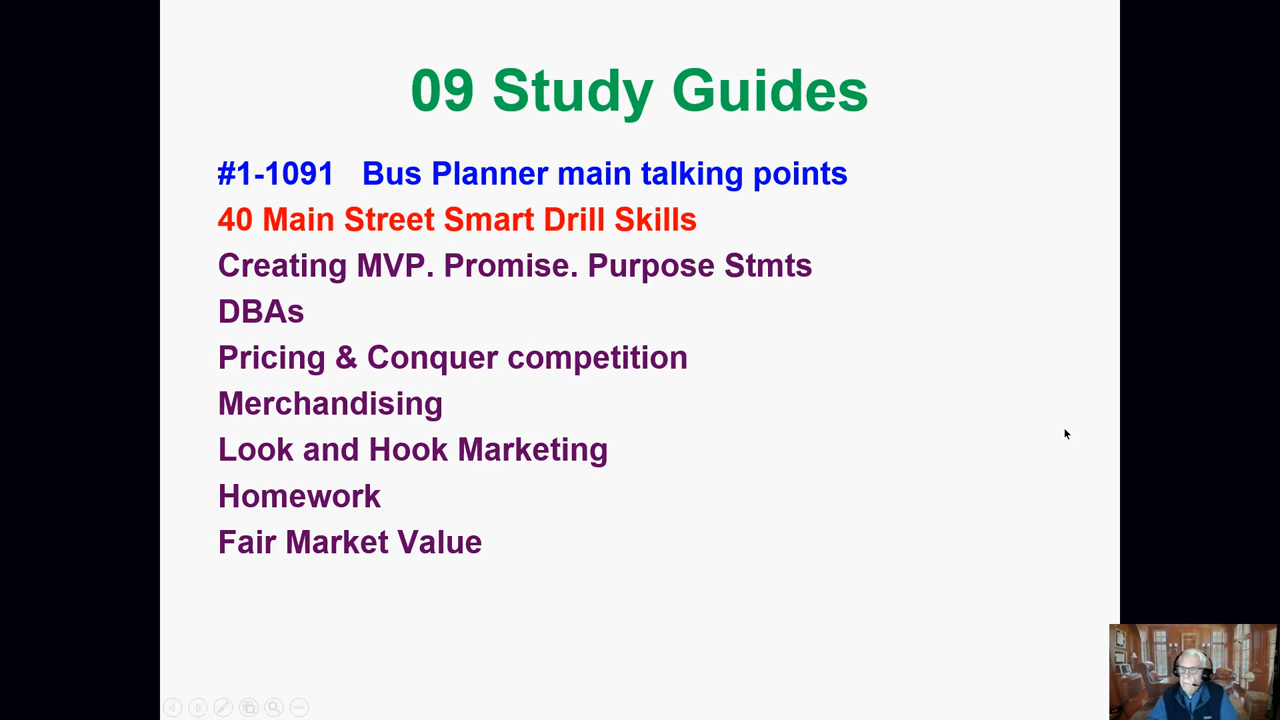 09 Study Guides
#1-1091 Bus Planner main talking points
40 Main Street Smart Drill Skills
Creating MVP. Promise. Purpose Stmts
DBAs
Pricing & Conquer competition
Merchandising
Look and Hook Marketing
Homework
Fair Market Value